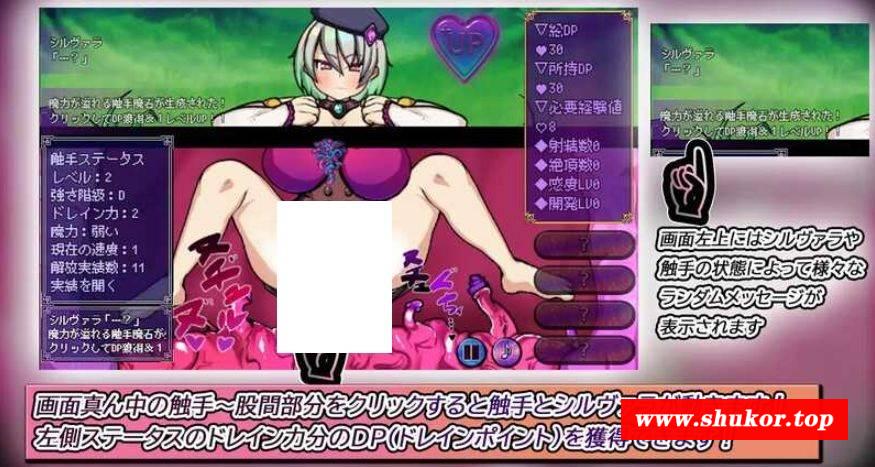 シルヴァラ
「…？」
魔力が溢れる触手魔石が生成された！
クリックしてDP獲得&1レベルUP！
UP
▽総DP
♥30
▽所持DP
♥30
▽必要経験値
♡8
◆射精数0
◆絶頂数0
◆感度LV0
◆開発LV0
触手ステータス
レベル：2
強さ階級：D
ドレイン力：2
魔力：弱い
現在の速度：1
解放実績数：11
実績を開く
シルヴァラ「…？」
魔力が溢れる触手魔石が
クリックしてDP獲得&1
?
?
?
?
シルヴァラ
「…？」
魔力が溢れる触手魔石が生成された！
クリックしてDP獲得&1レベルUP！
画面左上にはシルヴァラや
触手の状態によって様々な
ランダムメッセージが
表示されます
画面真ん中の触手～股間部分をクリックすると触手とシルヴァ
左側ステータスのドレイン力分のDP(ドレインポイント)を獲得できます！
www.shukor.top